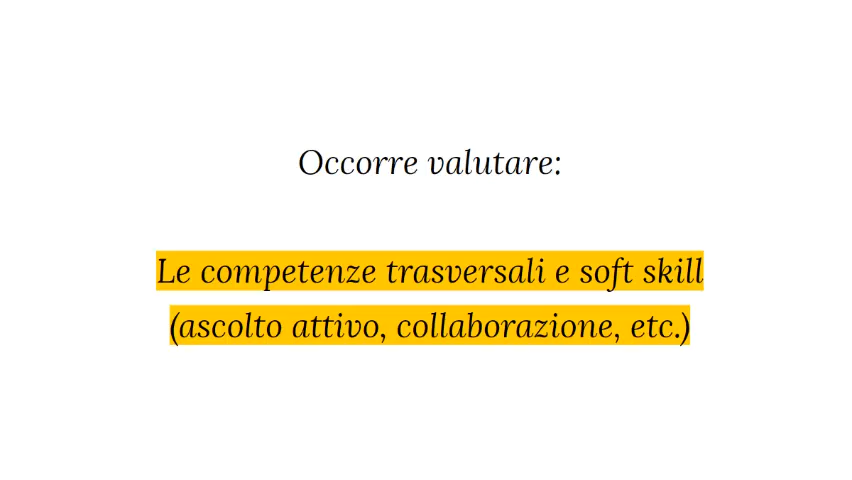 Occorre valutare:
Le competenze trasversali e soft skill
(ascolto attivo, collaborazione, etc.)